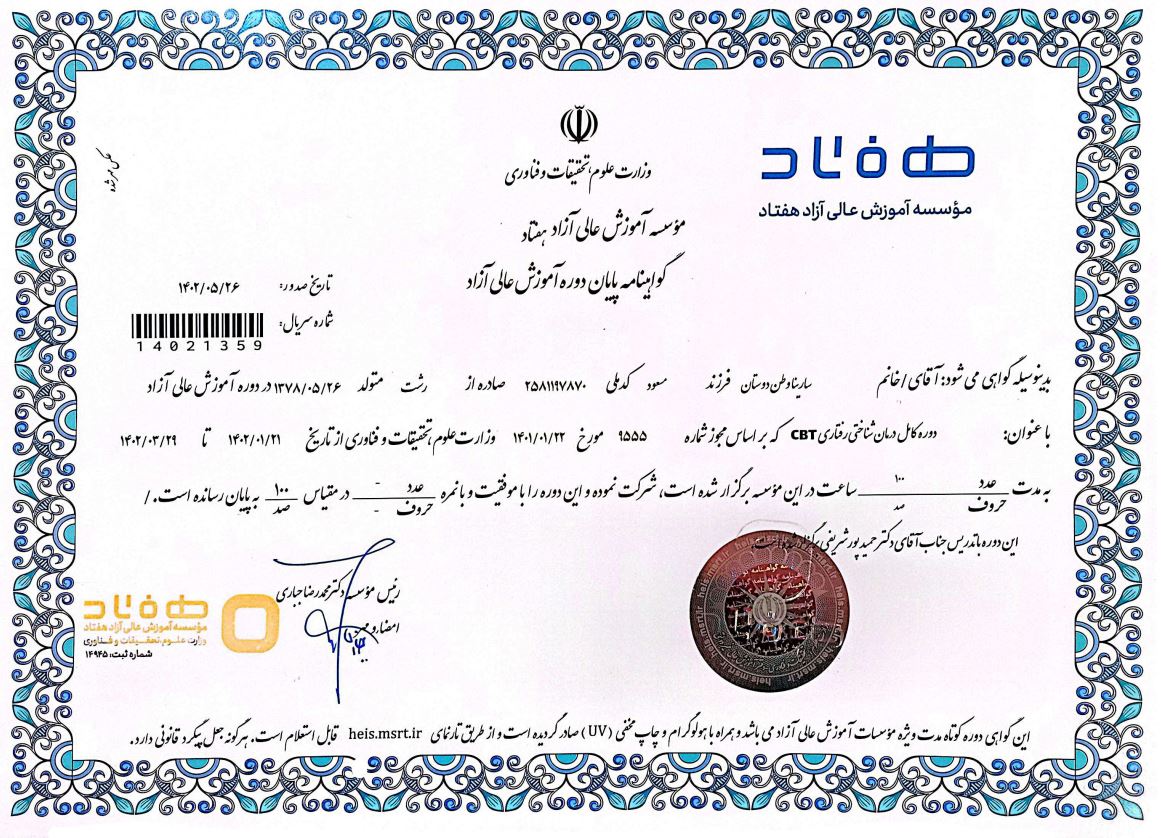 هفتاد
مؤسسه آموزش عالی آزاد هفتاد
وزارت علوم، تحقیقات و فناوری
مؤسسه آموزش عالی آزاد هفتاد
گواهینامه پایان دوره آموزش عالی آزاد
تاریخ صدور: ۱۴۰۲/۰۵/۲۶
شماره سریال:
14021359
بدینوسیله گواهی می شود: آقای/خانم سارینا وطن دوستان فرزند مسعود کدملی ۲۵۸۱۱۹۷۸۷۰ صادره از رشت متولد ۱۳۷۸/۰۵/۲۶ در دوره آموزش عالی آزاد
با عنوان: دوره کامل درمان شناختی رفتاری CBT که بر اساس مجوز شماره ۹۵۵۵ مورخ ۱۴۰۱/۰۱/۲۲ وزارت علوم، تحقیقات و فناوری از تاریخ ۱۴۰۲/۰۱/۲۱ تا ۱۴۰۲/۰۳/۲۹
به مدت عدد ۱۰۰ حروف صد ساعت در این مؤسسه برگزار شده است، شرکت نموده و این دوره را با موفقیت و با نمره عدد - حروف - در مقیاس ۱۰۰ صد به پایان رسانده است. /
این دوره با تدریس جناب آقای دکتر حمید پورشریفی
رئیس مؤسسه: دکتر محمدرضا جباری
امضا و مهر
هفتاد
مؤسسه آموزش عالی آزاد هفتاد
وزارت علوم، تحقیقات و فناوری
شماره ثبت: ۱۴۹۴۵
heis.msrt.ir
این گواهی دوره کوتاه مدت ویژه مؤسسات آموزش عالی آزاد می باشد و همراه با هولوگرام و چاپ مخفی (UV) صادر گردیده است و از طریق تارنمای heis.msrt.ir قابل استعلام است. هرگونه جعل پیگرد قانونی دارد.